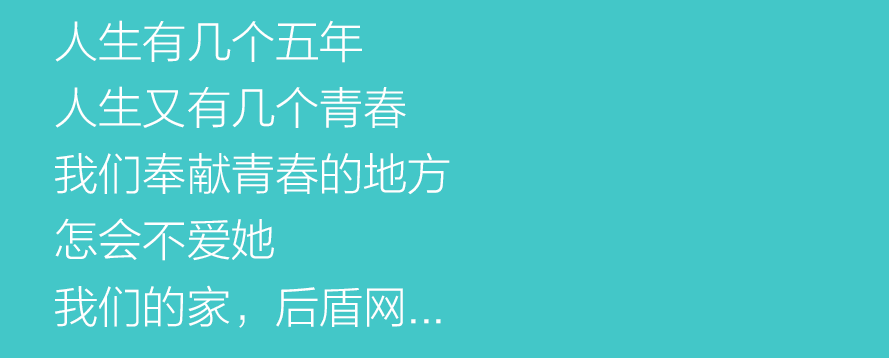 人生有几个五年
人生又有几个青春
我们奉献青春的地方
怎会不爱她
我们的家，后盾网...